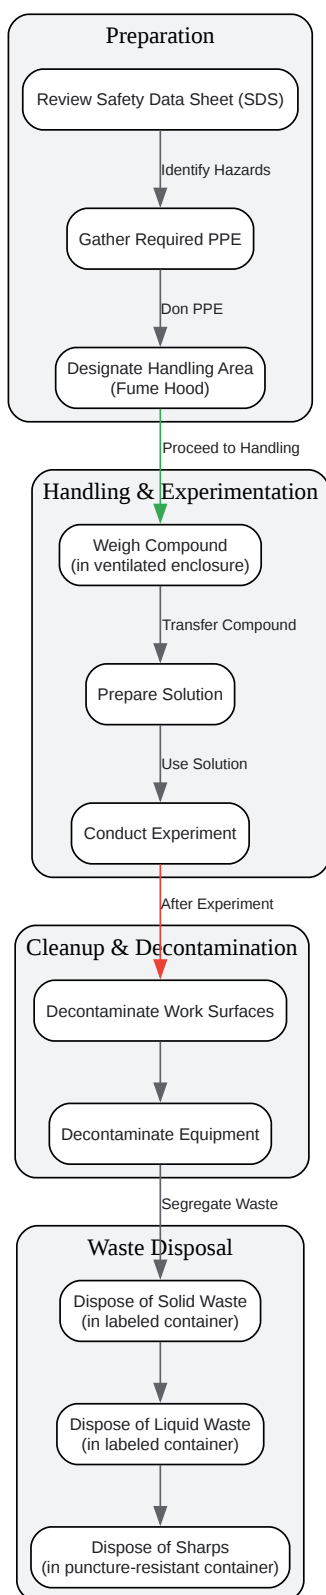 Preparation
Review Safety Data Sheet (SDS)
Identify Hazards
Gather Required PPE
Don PPE
Designate Handling Area
(Fume Hood)
Proceed to Handling
Handling & Experimentation
Weigh Compound
(in ventilated enclosure)
Transfer Compound
Prepare Solution
Use Solution
Conduct Experiment
After Experiment
Cleanup & Decontamination
Decontaminate Work Surfaces
Decontaminate Equipment
Segregate Waste
Waste Disposal
Dispose of Solid Waste
(in labeled container)
Dispose of Liquid Waste
(in labeled container)
Dispose of Sharps
(in puncture-resistant container)